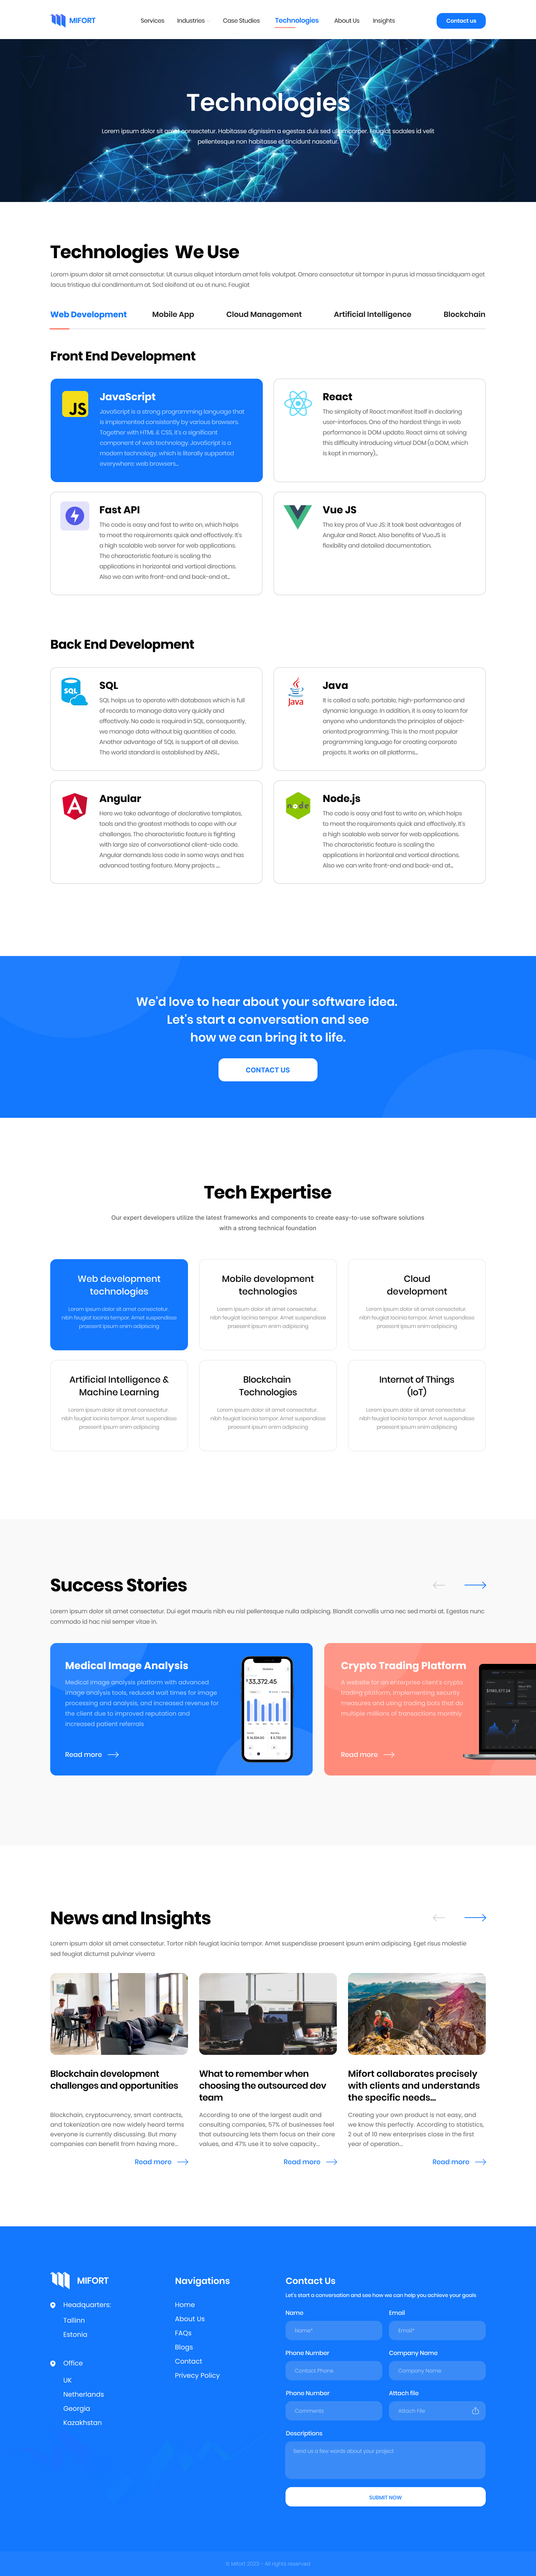 MIFORT
Services
Industries
Case Studies
Technologies
About Us
Insights
Contact us
Technologies
Lorem ipsum dolor sit amet consectetur. Habitasse dignissim a egestas duis sed ullamcorper. Feugiat sodales id velit
pellentesque non habitasse et tincidunt nascetur.
Technologies We Use
Lorem ipsum dolor sit amet consectetur. Ut cursus aliquet interdum amet felis volutpat. Ornare consectetur sit tempor in purus id massa tincidquam eget
lacus tristique dui condimentum at. Sed eleifend at eu et nunc. Feugiat
Web Development
Mobile App
Cloud Management
Artificial Intelligence
Blockchain
Front End Development
JS
JavaScript
JavaScript is a strong programming language that
is implemented consistently by various browsers.
Together with HTML & CSS, it's a significant
component of web technology. JavaScript is a
modern technology, which is literally supported
everywhere: web browsers...
React
The simplicity of React manifest itself in declaring
user-interfaces. One of the hardest things in web
performance is DOM update. React aims at solving
this difficulty introducing virtual DOM (a DOM, which
is kept in memory)...
Fast API
The code is easy and fast to write on, which helps
to meet the requirements quick and effectively. It's
a high scalable web server for web applications.
The characteristic feature is scaling the
applications in horizontal and vertical directions.
Also we can write front-end and back-end at...
Vue JS
The key pros of Vue JS: it took best advantages of
Angular and React. Also benefits of Vue.JS is
flexibility and detailed documentation.
Back End Development
SQL
SQL
SQL helps us to operate with databases which is full
of records to manage data very quickly and
effectively. No code is required in SQL, consequently,
we manage data without big quantities of code.
Another advantage of SQL is support of all devise.
The world standard is established by ANSI...
Java
Java
It is called a safe, portable, high-performance and
dynamic language. In addition, it is easy to learn for
anyone who understands the principles of object-
oriented programming. This is the most popular
programming language for creating corporate
projects. It works on all platforms...
Angular
Here we take advantage of declarative templates,
tools and the greatest methods to cope with our
challenges. The characteristic feature is fighting
with large size of conversational client-side code.
Angular demands less code in some ways and has
advanced testing feature. Many projects ...
node
Node.js
The code is easy and fast to write on, which helps
to meet the requirements quick and effectively. It's
a high scalable web server for web applications.
The characteristic feature is scaling the
applications in horizontal and vertical directions.
Also we can write front-end and back-end at...
We'd love to hear about your software idea.
Let's start a conversation and see
how we can bring it to life.
CONTACT US
Tech Expertise
Our expert developers utilize the latest frameworks and components to create easy-to-use software solutions
with a strong technical foundation
Web development
technologies
Lorem ipsum dolor sit amet consectetur.
nibh feugiat lacinia tempor. Amet suspendisse
praesent ipsum enim adipiscing
Mobile development
technologies
Lorem ipsum dolor sit amet consectetur.
nibh feugiat lacinia tempor. Amet suspendisse
praesent ipsum enim adipiscing
Cloud
development
Lorem ipsum dolor sit amet consectetur.
nibh feugiat lacinia tempor. Amet suspendisse
praesent ipsum enim adipiscing
Artificial Intelligence &
Machine Learning
Lorem ipsum dolor sit amet consectetur.
nibh feugiat lacinia tempor. Amet suspendisse
praesent ipsum enim adipiscing
Blockchain
Technologies
Lorem ipsum dolor sit amet consectetur.
nibh feugiat lacinia tempor. Amet suspendisse
praesent ipsum enim adipiscing
Internet of Things
(IoT)
Lorem ipsum dolor sit amet consectetur.
nibh feugiat lacinia tempor. Amet suspendisse
praesent ipsum enim adipiscing
Success Stories
Lorem ipsum dolor sit amet consectetur. Dui eget mauris nibh eu nisl pellentesque nulla adipiscing. Blandit convallis urna nec sed morbi at. Egestas nunc
commodo id hac nisl semper vitae in.
Medical Image Analysis
Medical image analysis platform with advanced
image analysis tools, reduced wait times for image
processing and analysis, and increased revenue for
the client due to improved reputation and
increased patient referrals
Read more
33,372.45
Crypto Trading Platform
A website for an enterprise client's crypto
trading platform, implementing security
measures and using trading bots that do
multiple millions of transactions monthly
Read more
News and Insights
Lorem ipsum dolor sit amet consectetur. Tortor nibh feugiat lacinia tempor. Amet suspendisse praesent ipsum enim adipiscing. Eget risus molestie
sed feugiat dictumst pulvinar viverra
Blockchain development
challenges and opportunities
Blockchain, cryptocurrency, smart contracts,
and tokenization are now widely heard terms
everyone is currently discussing. But many
companies can benefit from having more...
Read more
What to remember when
choosing the outsourced dev
team
According to one of the largest audit and
consulting companies, 57% of businesses feel
that outsourcing lets them focus on their core
values, and 47% use it to solve capacity...
Read more
Mifort collaborates precisely
with clients and understands
the specific needs...
Creating your own product is not easy, and
we know this perfectly. According to statistics,
2 out of 10 new enterprises close in the first
year of operation...
Read more
MIFORT
Headquarters:
Tallinn
Estonia
Office
UK
Netherlands
Georgia
Kazakhstan
Navigations
Home
About Us
FAQs
Blogs
Contact
Privecy Policy
Contact Us
Let's start a conversation and see how we can help you achieve your goals
Name
Email
Name*
Email*
Phone Number
Company Name
Contact Phone
Company Name
Phone Number
Attach file
Comments
Attach File
Descriptions
Send us a few words about your project
SUBMIT NOW
© Mifort 2023 - All rights reserved